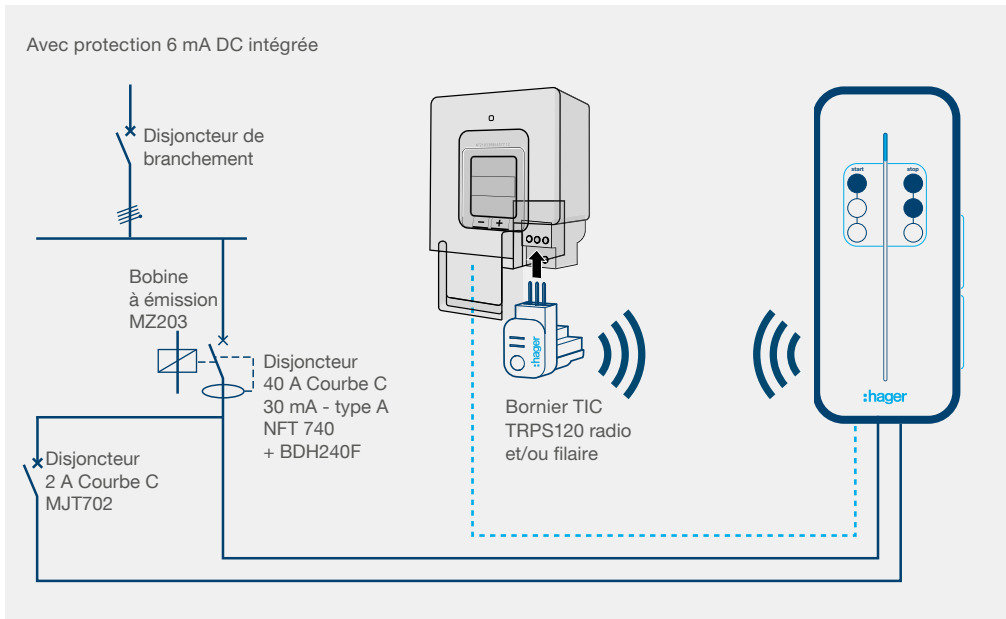 Avec protection 6 mA DC intégrée
Disjoncteur de
branchement
Bobine
à émission
MZ203
Disjoncteur
40 A Courbe C
30 mA - type A
NFT 740
+ BDH240F
Disjoncteur
2 A Courbe C
MJT702
:hager
Bornier TIC
TRPS120 radio
et/ou filaire
start
stop
:hager